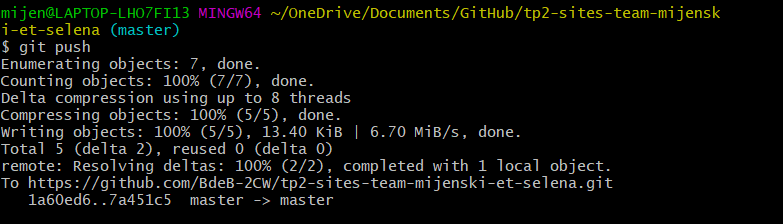 mijen@LAPTOP-LHO7FI13 MINGW64 ~/OneDrive/Documents/GitHub/tp2-sites-team-mijensk
i-et-selena (master)
$ git push
Enumerating objects: 7, done.
Counting objects: 100% (7/7), done.
Delta compression using up to 8 threads
Compressing objects: 100% (5/5), done.
Writing objects: 100% (5/5), 13.40 KiB | 6.70 MiB/s, done.
Total 5 (delta 2), reused 0 (delta 0)
remote: Resolving deltas: 100% (2/2), completed with 1 local object.
To https://github.com/BdeB-2CW/tp2-sites-team-mijenski-et-selena.git
   1a60ed6..7a451c5  master -> master